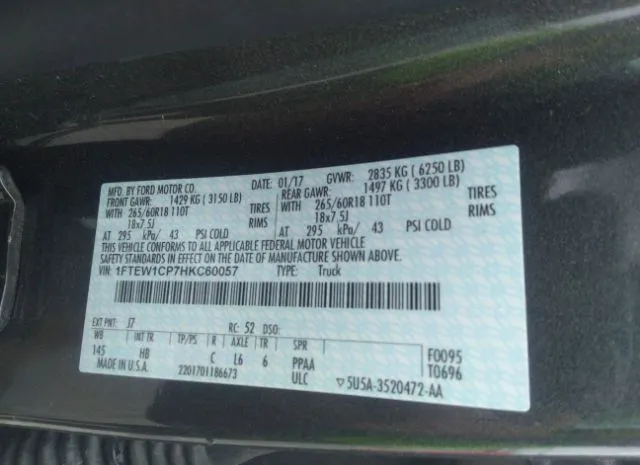 MFD. BY FORD MOTOR CO.
DATE: 01/17 GVWR: 2835 KG ( 6250 LB)
FRONT GAWR: 1429 KG ( 3150 LB) REAR GAWR: 1497 KG ( 3300 LB)
WITH 265/60R18 110T TIRES WITH 265/60R18 110T TIRES
18x7.5J RIMS 18x7.5J RIMS
AT 295 kPa/ 43 PSI COLD AT 295 kPa/ 43 PSI COLD
THIS VEHICLE CONFORMS TO ALL APPLICABLE FEDERAL MOTOR VEHICLE
SAFETY STANDARDS IN EFFECT ON THE DATE OF MANUFACTURE SHOWN ABOVE.
VIN: 1FTEW1CP7HKC60057 TYPE: Truck
EXT PNT: J7 RC: 52 DSO:
WB INT TR TP/PS R AXLE TR SPR
145 HB C L6 6 PPAA F0095
MADE IN U.S.A. 2201701186673 ULC T0696
▽5U5A-3520472-AA